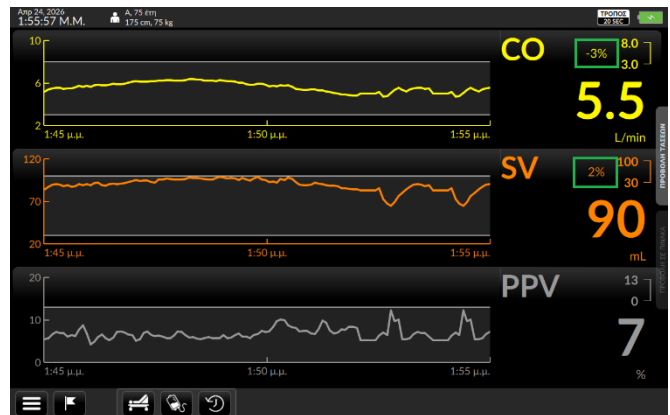 Απρ 24, 2026
1:55:57 Μ.Μ.
A, 75 έτη
175 cm, 75 kg
ΤΡΟΠΟΣ
20 SEC
10
6
2
1:45 μ.μ.
1:50 μ.μ.
1:55 μ.μ.
CO
-3%
8.0
3.0
5.5
L/min
120
70
20
1:45 μ.μ.
1:50 μ.μ.
1:55 μ.μ.
SV
2%
100
30
90
mL
20
10
0
1:45 μ.μ.
1:50 μ.μ.
1:55 μ.μ.
PPV
13
0
7
%
ΠΡΟΒΟΛΗ ΤΑΣΕΩΝ
ΠΡΟΒΟΛΗ ΣΕ ΠΙΝΑΚΑ